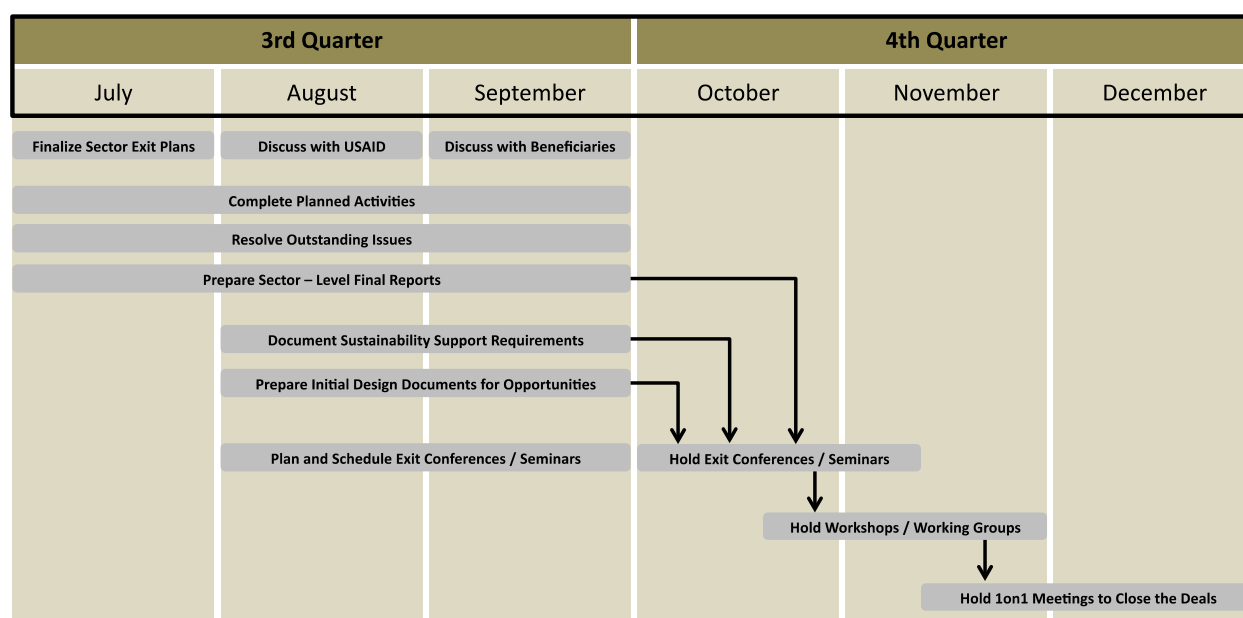 3rd Quarter
4th Quarter
July
August
September
October
November
December
Finalize Sector Exit Plans
Discuss with USAID
Discuss with Beneficiaries
Complete Planned Activities
Resolve Outstanding Issues
Prepare Sector – Level Final Reports
Document Sustainability Support Requirements
Prepare Initial Design Documents for Opportunities
Plan and Schedule Exit Conferences / Seminars
Hold Exit Conferences / Seminars
Hold Workshops / Working Groups
Hold 1on1 Meetings to Close the Deals